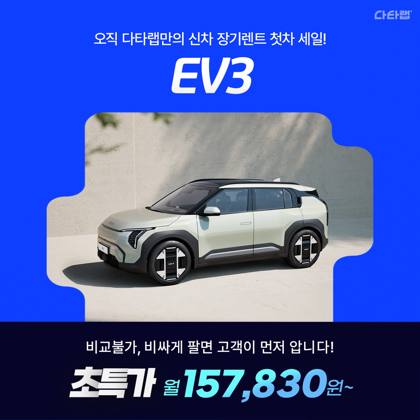 다타랩
오직 다타랩만의 신차 장기렌트 첫차 세일!
EV3
비교불가, 비싸게 팔면 고객이 먼저 압니다!
초특가 월 157,830원~